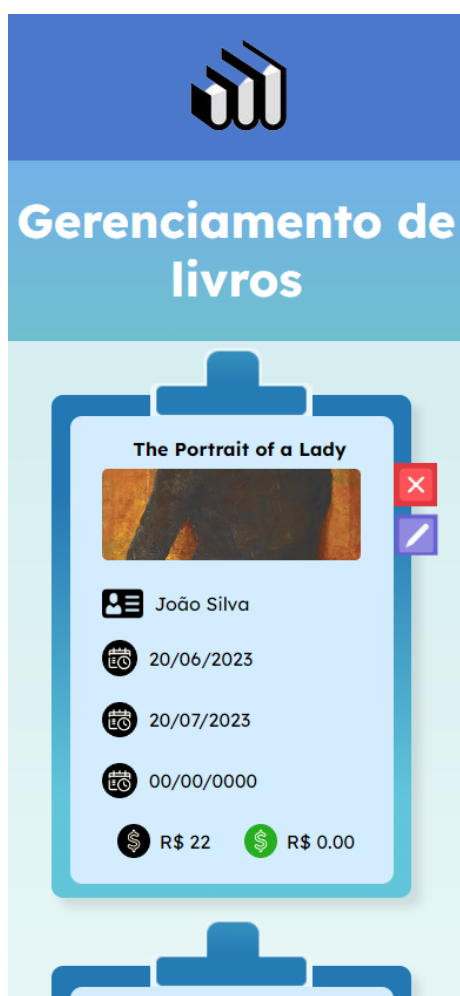 Gerenciamento de
livros
The Portrait of a Lady
João Silva
20/06/2023
20/07/2023
00/00/0000
R$ 22 R$ 0.00